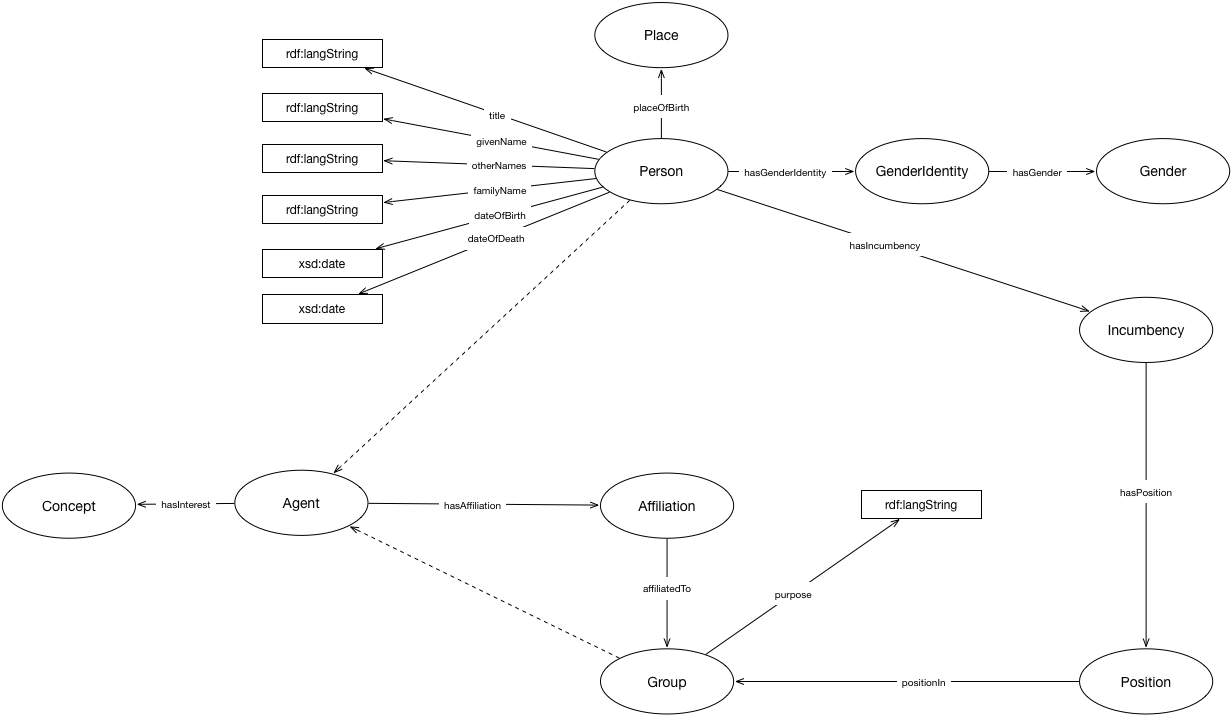 Place
rdf:langString
rdf:langString
placeOfBirth
title
givenName
rdf:langString
otherNames
Person
hasGenderIdentity
GenderIdentity
hasGender
Gender
familyName
rdf:langString
dateOfBirth
dateOfDeath
hasIncumbency
xsd:date
xsd:date
Incumbency
hasPosition
Concept
hasInterest
Agent
hasAffiliation
Affiliation
rdf:langString
affiliatedTo
purpose
Group
positionIn
Position